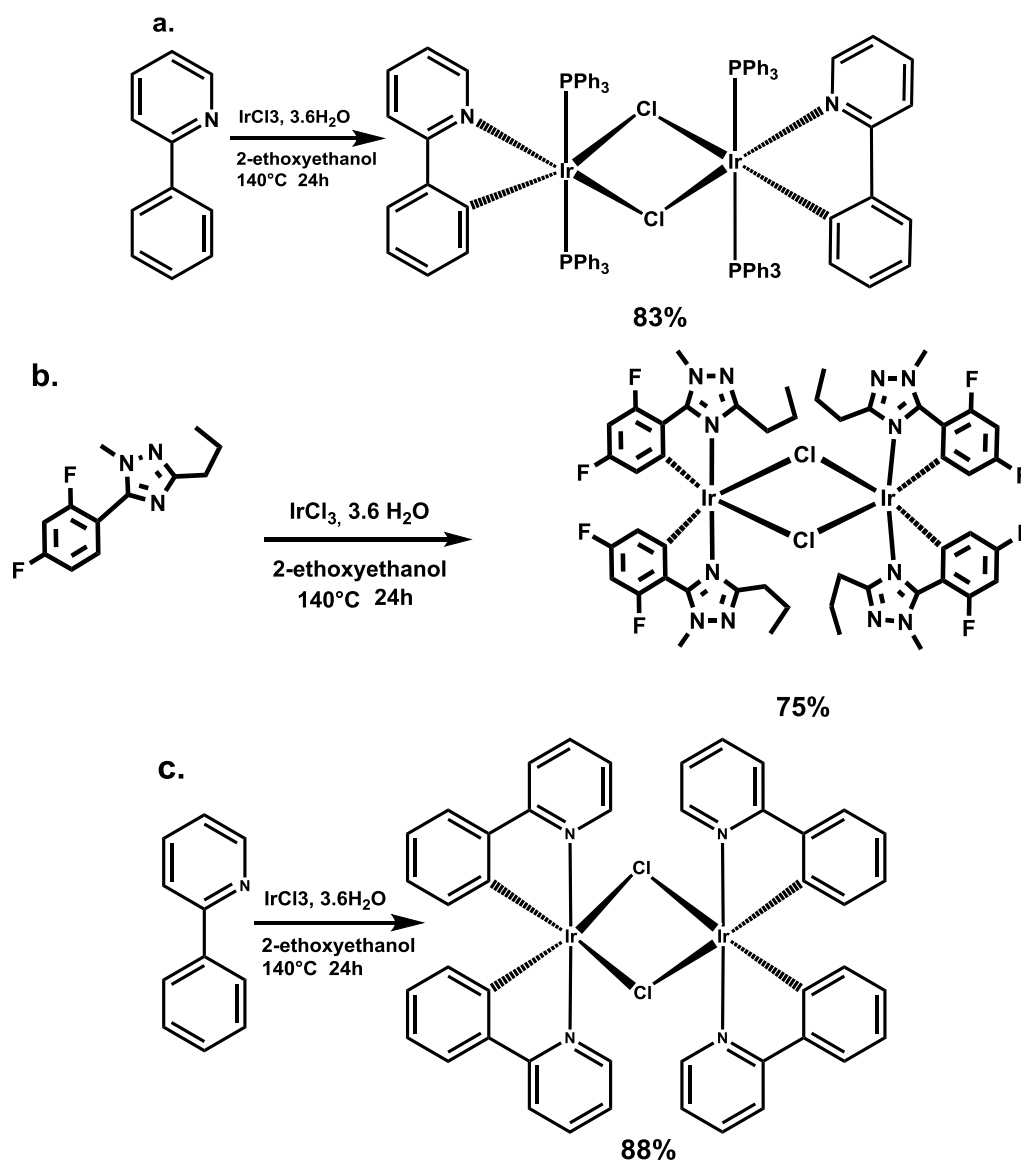 a.
N
IrCl3, 3.6H2O
2-ethoxyethanol
140°C 24h
PPh3 PPh3
N Cl N
Ir Ir
Cl
PPh3 PPh3
83%
b.
N N
N
F
F
IrCl3, 3.6 H2O
2-ethoxyethanol
140°C 24h
F N N N N F
N N
F Cl F
Ir Ir
F Cl F
N N
F N N N N F
75%
c.
N
IrCl3, 3.6H2O
2-ethoxyethanol
140°C 24h
N N
Cl
Ir Ir
Cl
N N
88%